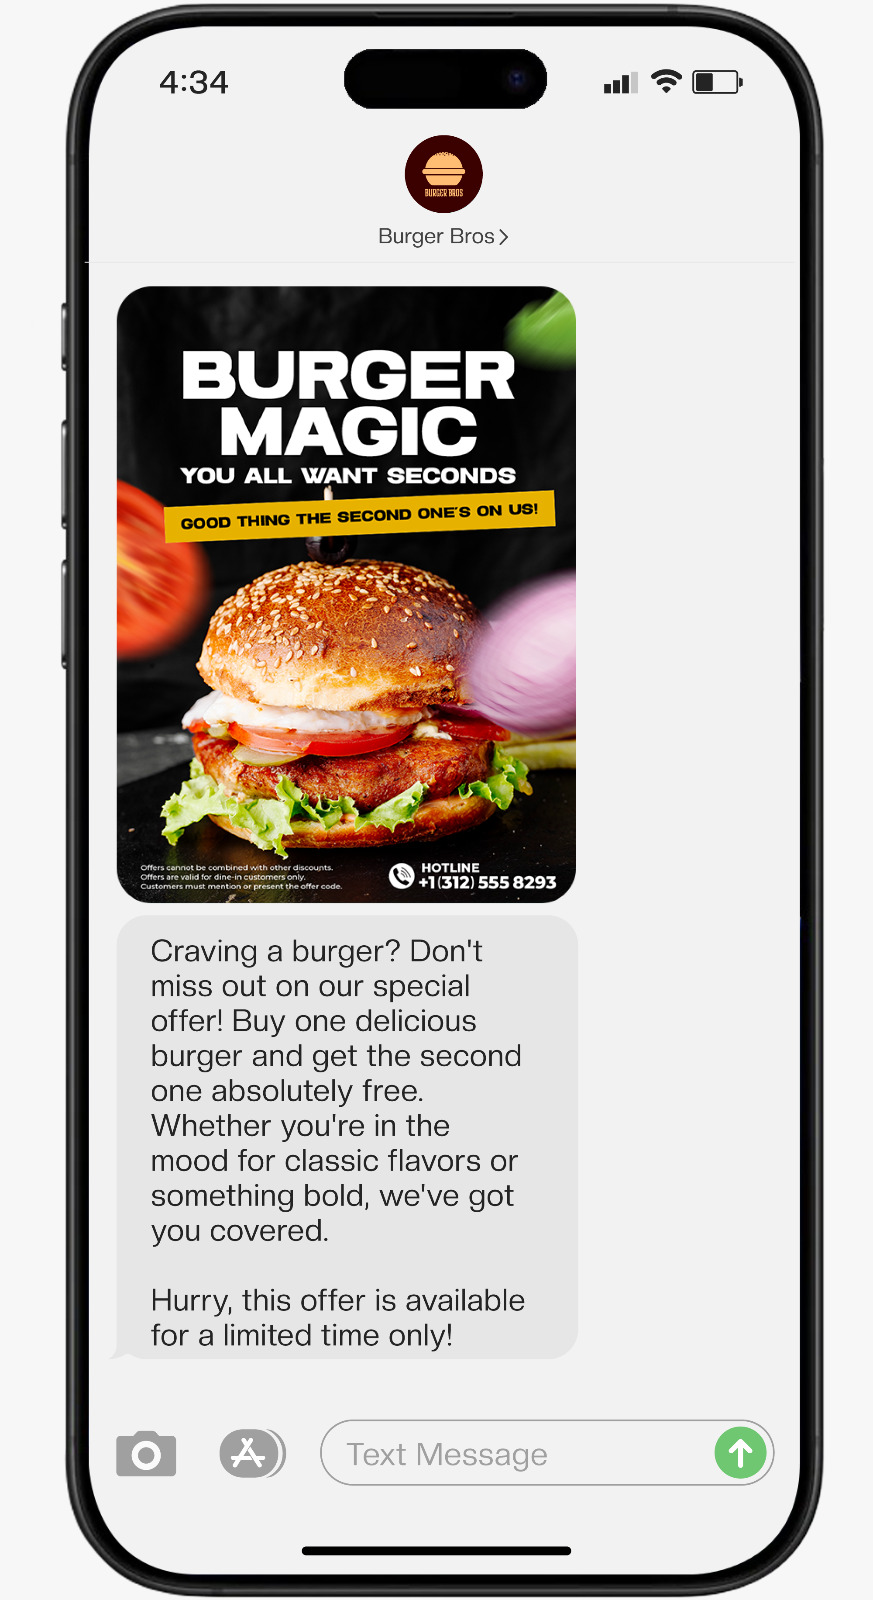 4:34
BURGER BROS
Burger Bros
BURGER
MAGIC
YOU ALL WANT SECONDS
GOOD THING THE SECOND ONE'S ON US!
Offers cannot be combined with other discounts.
Offers are valid for dine-in customers only.
Customers must mention or present the offer code.
HOTLINE
+1 (312) 555 8293
Craving a burger? Don't
miss out on our special
offer! Buy one delicious
burger and get the second
one absolutely free.
Whether you're in the
mood for classic flavors or
something bold, we've got
you covered.
Hurry, this offer is available
for a limited time only!
Text Message